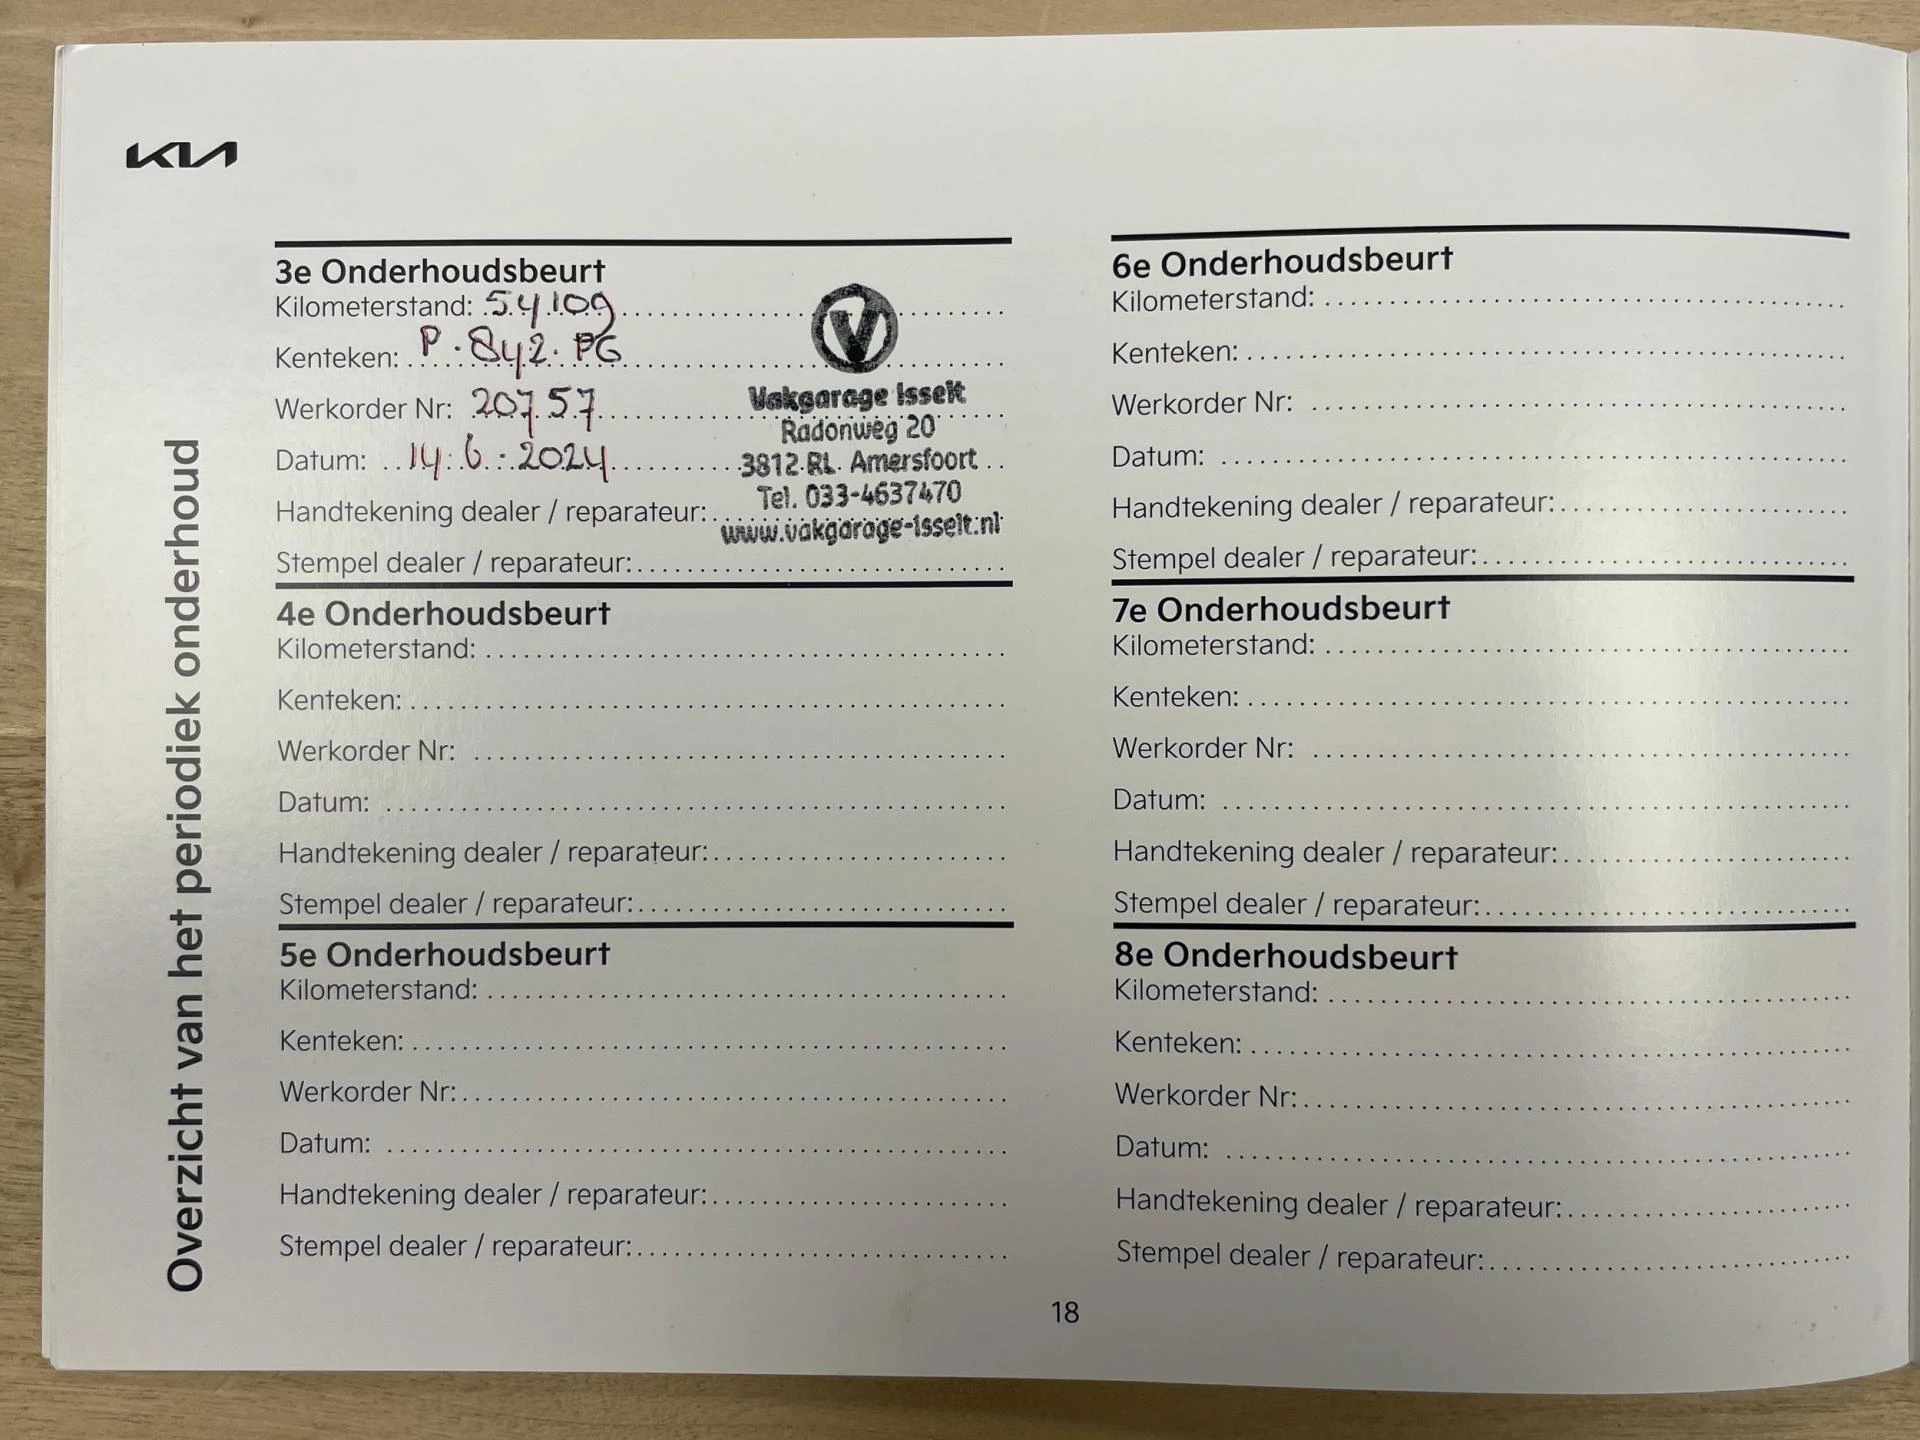 KIA
Overzicht van het periodiek onderhoud
3e Onderhoudsbeurt
Kilometerstand: 54109
Kenteken: P.842.PG
Werkorder Nr: 20757
Datum: 14.6.2024
Handtekening dealer / reparateur:
Stempel dealer / reparateur:
V
Vakgarage Isselt
Radonweg 20
3812 RL Amersfoort
Tel. 033-4637470
www.vakgarage-isselt.nl
4e Onderhoudsbeurt
Kilometerstand:
Kenteken:
Werkorder Nr:
Datum:
Handtekening dealer / reparateur:
Stempel dealer / reparateur:
5e Onderhoudsbeurt
Kilometerstand:
Kenteken:
Werkorder Nr:
Datum:
Handtekening dealer / reparateur:
Stempel dealer / reparateur:
6e Onderhoudsbeurt
Kilometerstand:
Kenteken:
Werkorder Nr:
Datum:
Handtekening dealer / reparateur:
Stempel dealer / reparateur:
7e Onderhoudsbeurt
Kilometerstand:
Kenteken:
Werkorder Nr:
Datum:
Handtekening dealer / reparateur:
Stempel dealer / reparateur:
8e Onderhoudsbeurt
Kilometerstand:
Kenteken:
Werkorder Nr:
Datum:
Handtekening dealer / reparateur:
Stempel dealer / reparateur:
18